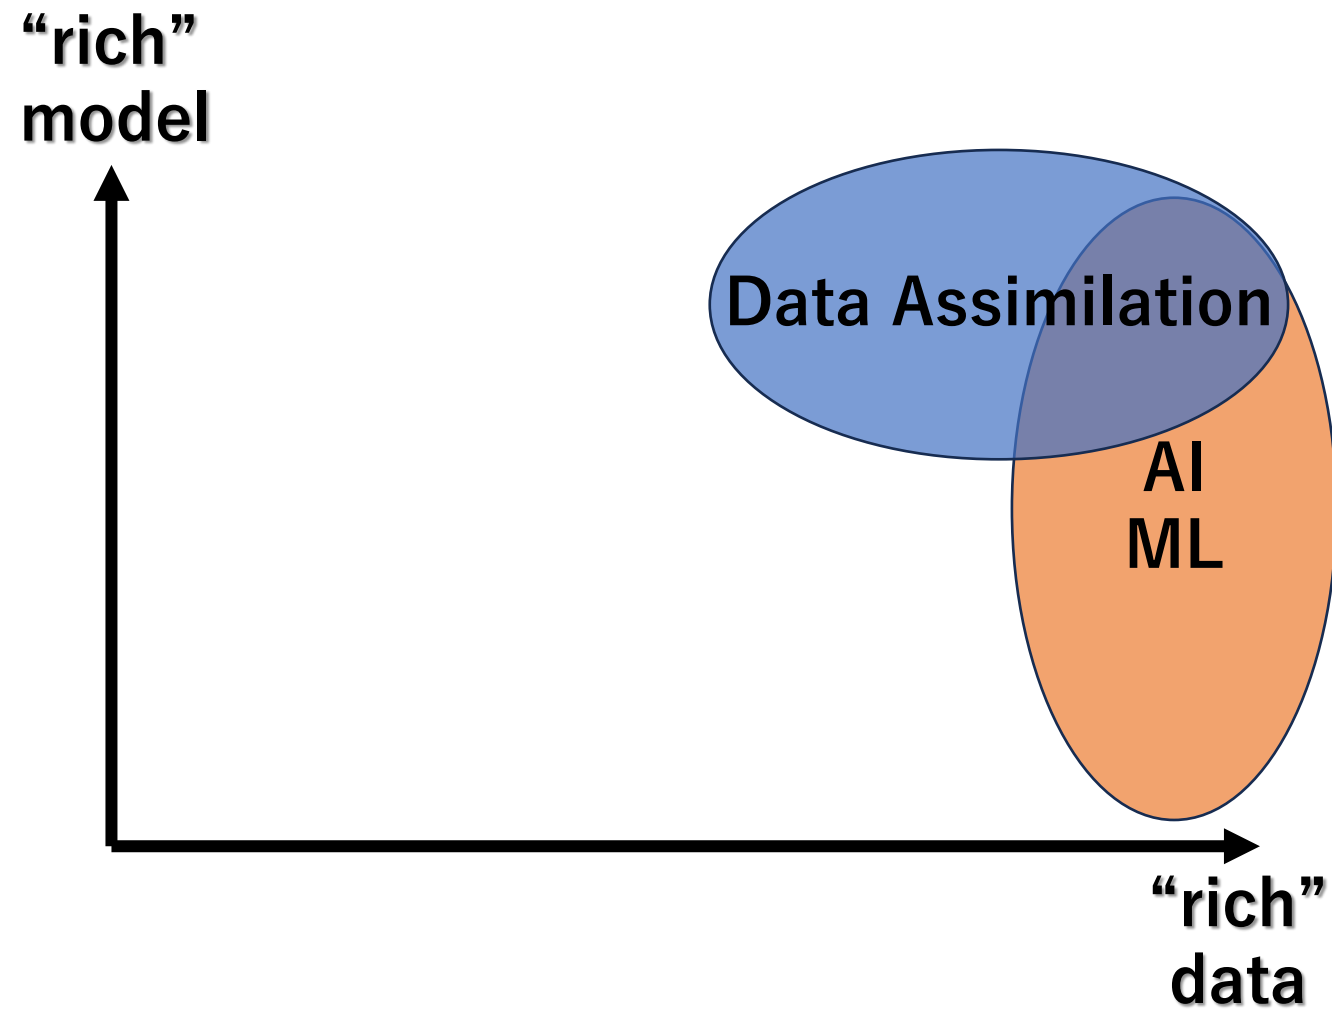 “rich”
model
Data Assimilation
AI
ML
“rich”
data